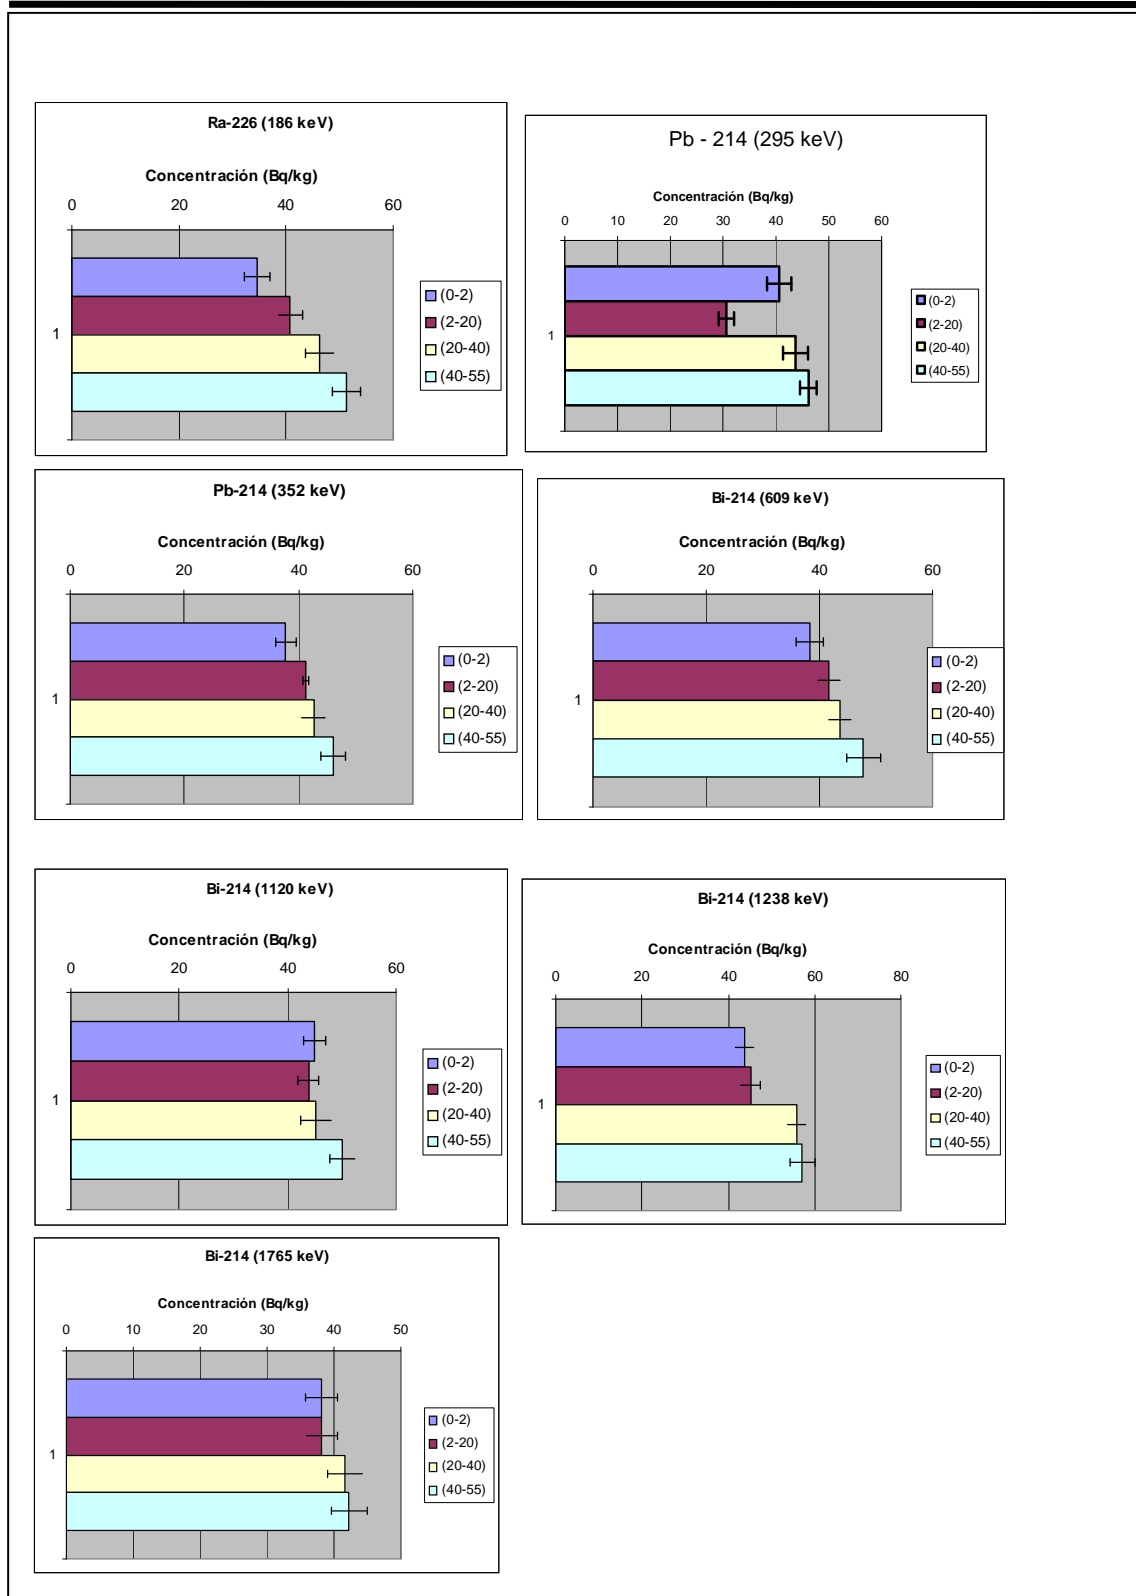 Ra-226 (186 keV)
Concentración (Bq/kg)
0 20 40 60
1
(0-2)
(2-20)
(20-40)
(40-55)
Pb - 214 (295 keV)
Concentración (Bq/kg)
0 10 20 30 40 50 60
1
(0-2)
(2-20)
(20-40)
(40-55)
Pb-214 (352 keV)
Concentración (Bq/kg)
0 20 40 60
1
(0-2)
(2-20)
(20-40)
(40-55)
Bi-214 (609 keV)
Concentración (Bq/kg)
0 20 40 60
1
(0-2)
(2-20)
(20-40)
(40-55)
Bi-214 (1120 keV)
Concentración (Bq/kg)
0 20 40 60
1
(0-2)
(2-20)
(20-40)
(40-55)
Bi-214 (1238 keV)
Concentración (Bq/kg)
0 20 40 60 80
1
(0-2)
(2-20)
(20-40)
(40-55)
Bi-214 (1765 keV)
Concentración (Bq/kg)
0 10 20 30 40 50
1
(0-2)
(2-20)
(20-40)
(40-55)